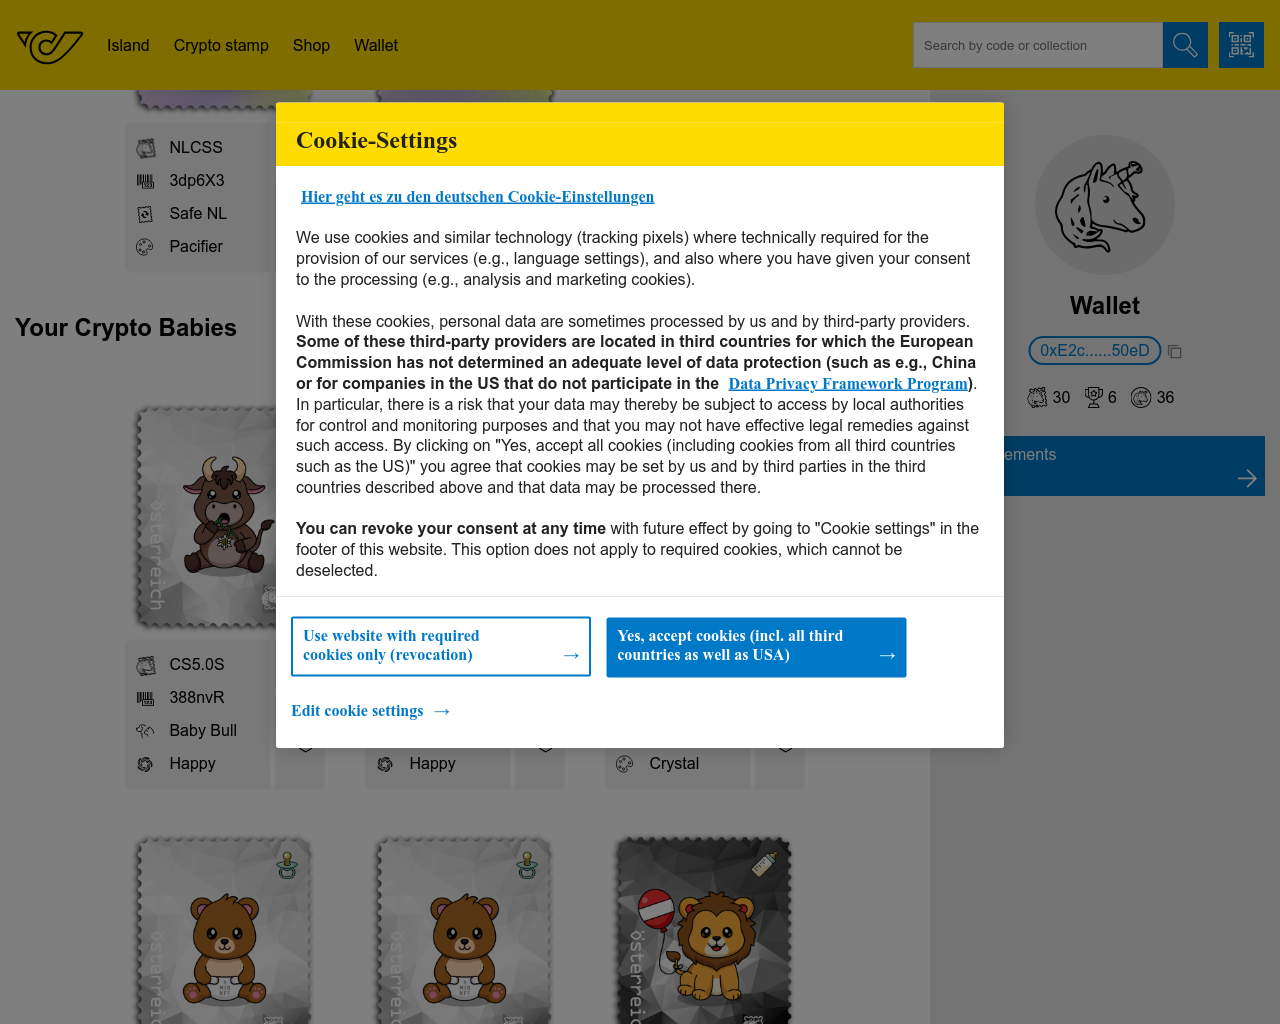 Island
Crypto stamp
Shop
Wallet
Search by code or collection
NLCSS
3dp6X3
Safe NL
Pacifier
Your Crypto Babies
Wallet
0xE2c......50eD
30
6
36
ements
Cookie-Settings
Hier geht es zu den deutschen Cookie-Einstellungen
We use cookies and similar technology (tracking pixels) where technically required for the
provision of our services (e.g., language settings), and also where you have given your consent
to the processing (e.g., analysis and marketing cookies).
With these cookies, personal data are sometimes processed by us and by third-party providers.
Some of these third-party providers are located in third countries for which the European
Commission has not determined an adequate level of data protection (such as e.g., China
or for companies in the US that do not participate in the Data Privacy Framework Program).
In particular, there is a risk that your data may thereby be subject to access by local authorities
for control and monitoring purposes and that you may not have effective legal remedies against
such access. By clicking on "Yes, accept all cookies (including cookies from all third countries
such as the US)" you agree that cookies may be set by us and by third parties in the third
countries described above and that data may be processed there.
You can revoke your consent at any time with future effect by going to "Cookie settings" in the
footer of this website. This option does not apply to required cookies, which cannot be
deselected.
Use website with required
cookies only (revocation) →
Yes, accept cookies (incl. all third
countries as well as USA) →
Edit cookie settings →
österreich
CS5.0S
388nvR
Baby Bull
Happy
Happy
Crystal
österreich
österreich
österreic